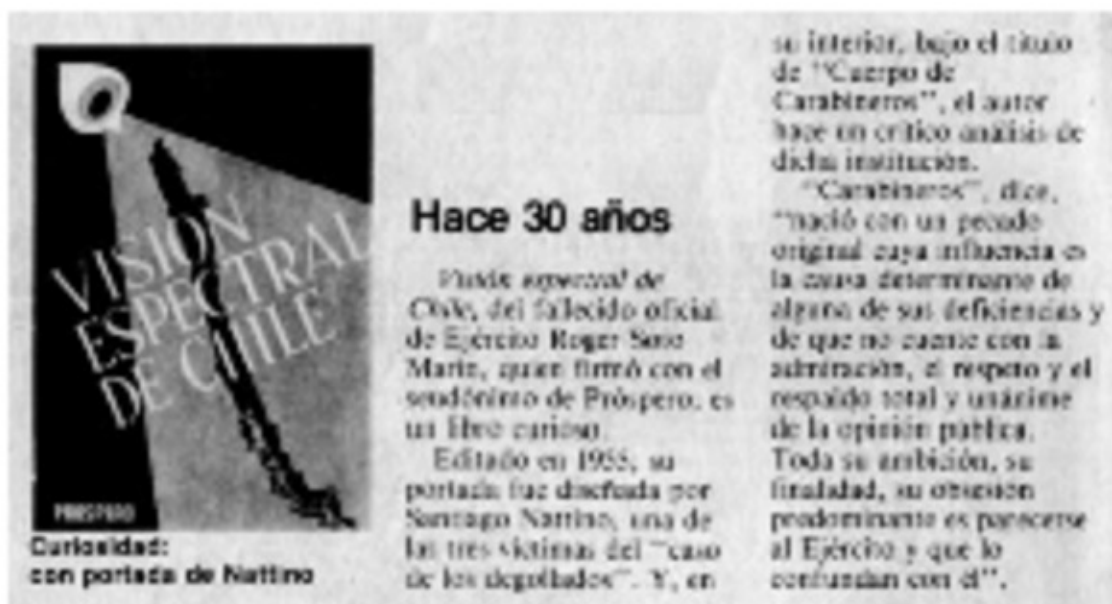 VISION
ESPECTRAL
DE CHILE
PROSPERO
Curiosidad:
con portada de Nattino
Hace 30 años
Visión espectral de
Chile, del fallecido oficial
de Ejército Roger Soto
Marín, quien firmó con el
seudónimo de Próspero, es
un libro curioso.
Editado en 1955, su
portada fue diseñada por
Santiago Nattino, una de
las tres víctimas del "caso
de los degollados". Y, en
su interior, bajo el título
de "Cuerpo de
Carabineros", el autor
hace un crítico análisis de
dicha institución.
"Carabineros", dice,
"nació con un pecado
original cuya influencia es
la causa determinante de
alguna de sus deficiencias y
de que no cuente con la
admiración, el respeto y el
respaldo total y unánime
de la opinión pública.
Toda su ambición, su
finalidad, su obsesión
predominante es parecerse
al Ejército y que lo
confundan con él".